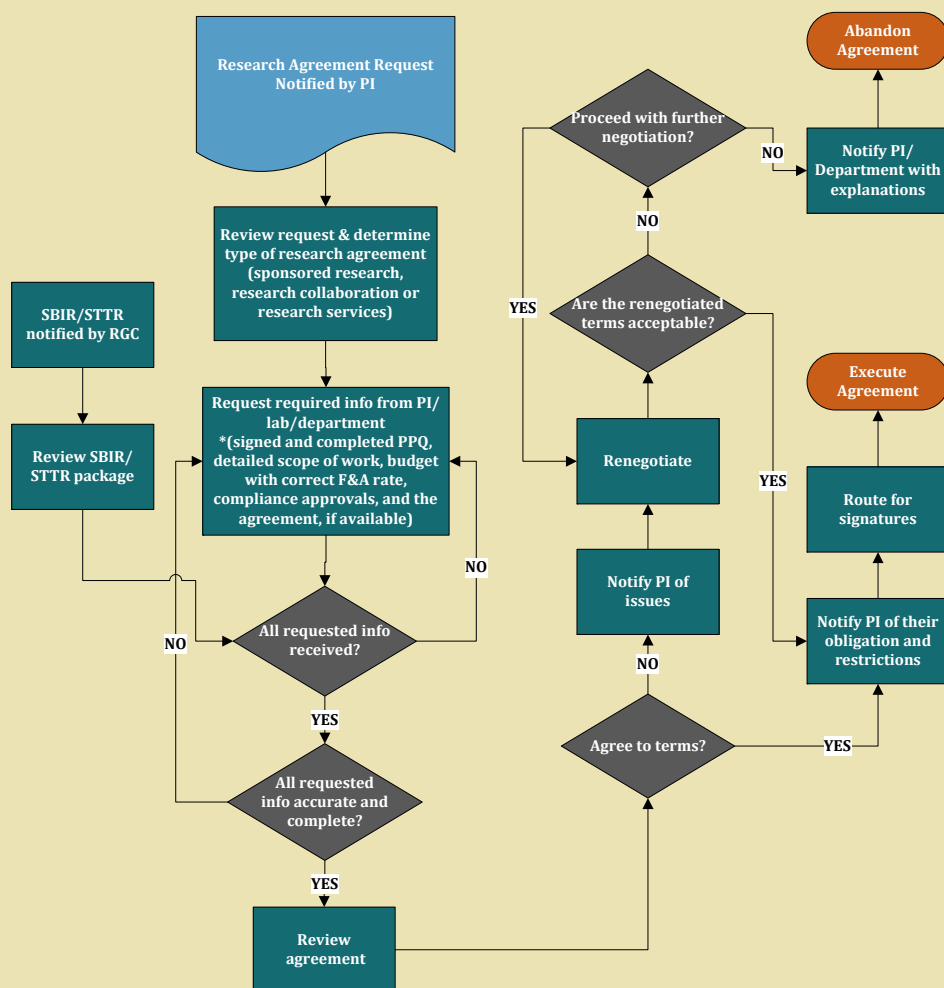 Research Agreement Request
Notified by PI
Review request & determine
type of research agreement
(sponsored research,
research collaboration or
research services)
SBIR/STTR
notified by RGC
Review SBIR/
STTR package
Request required info from PI/
lab/department
*(signed and completed PPQ,
detailed scope of work, budget
with correct F&A rate,
compliance approvals, and the
agreement, if available)
NO
All requested info
received?
NO
YES
All requested
info accurate and
complete?
YES
Review
agreement
Abandon
Agreement
Proceed with further
negotiation?
NO
Notify PI/
Department with
explanations
NO
YES
Are the renegotiated
terms acceptable?
Execute
Agreement
Renegotiate
YES
Route for
signatures
Notify PI of
issues
Notify PI of their
obligation and
restrictions
NO
Agree to terms?
YES